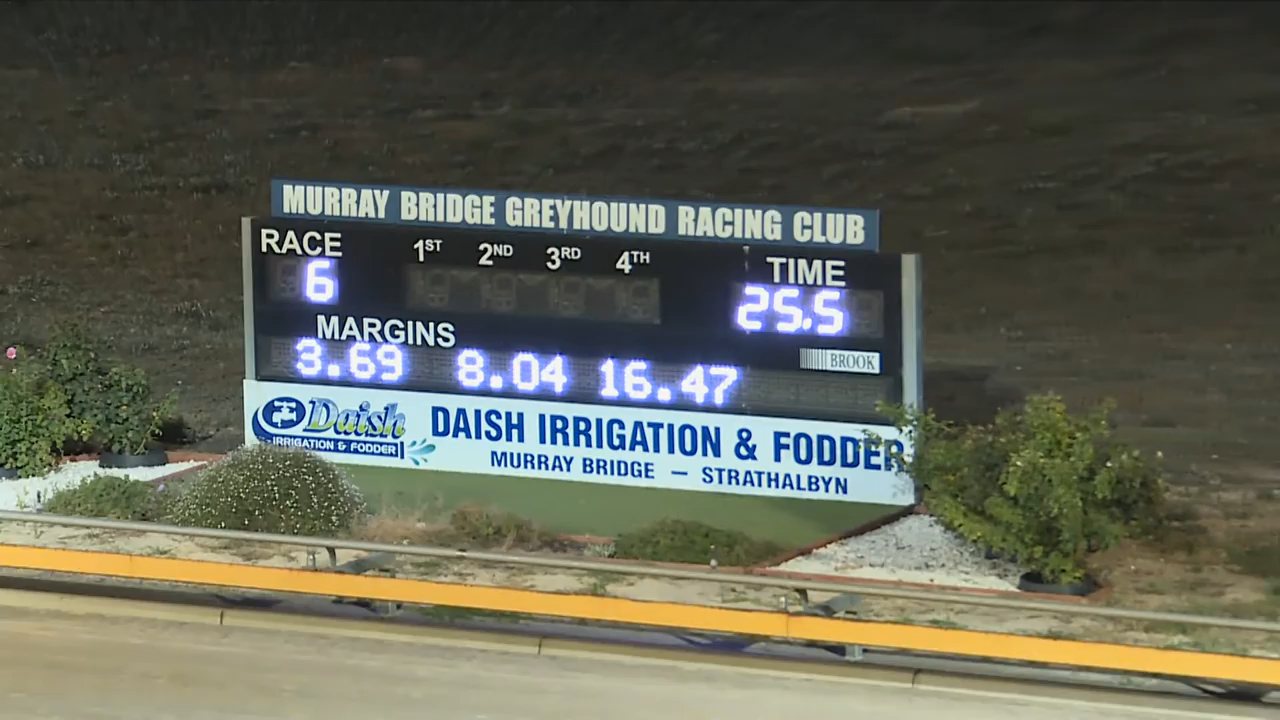 MURRAY BRIDGE GREYHOUND RACING CLUB
RACE 1ST 2ND 3RD 4TH TIME
6 25.5
MARGINS
BROOK
3.69 8.04 16.47
Daish
IRRIGATION & FODDER
DAISH IRRIGATION & FODDER
MURRAY BRIDGE — STRATHALBYN